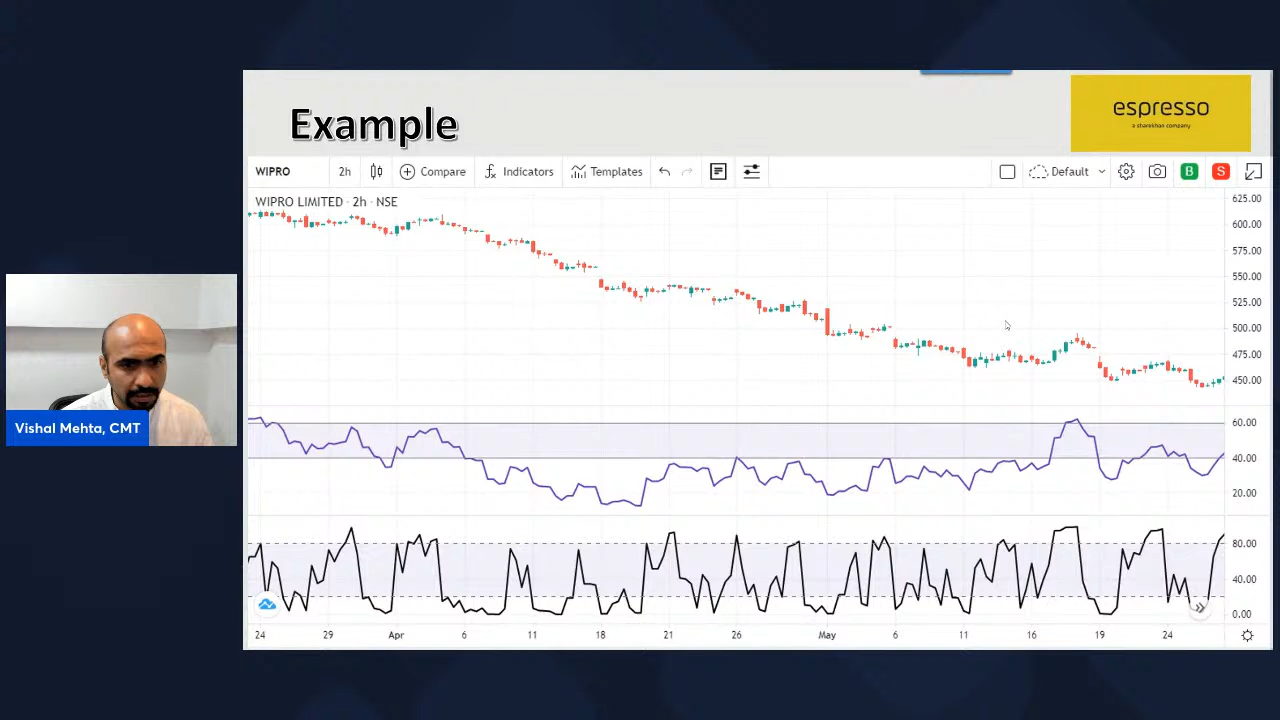 Example
espresso
a sharekhan company
WIPRO 2h Compare Indicators Templates Default B S
WIPRO LIMITED · 2h · NSE
625.00
600.00
575.00
550.00
525.00
500.00
475.00
450.00
Vishal Mehta, CMT
60.00
40.00
20.00
80.00
40.00
0.00
24 29 Apr 6 11 18 21 26 May 6 11 16 19 24